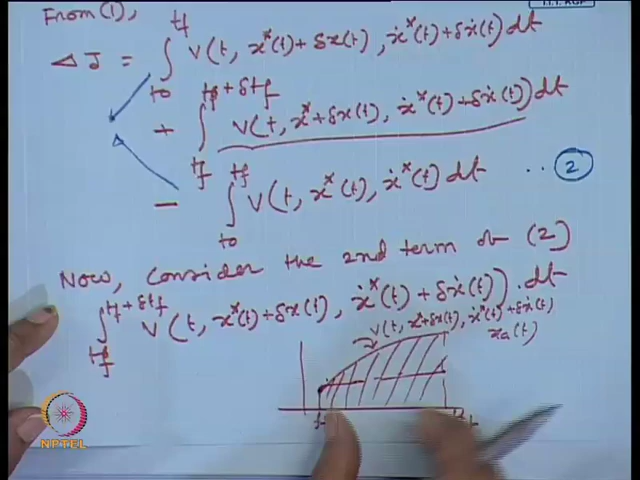 From (1),
ΔJ = ∫_{t0}^{tf} V(t, x*(t)+δx(t), ẋ*(t)+δẋ(t)) dt
+ ∫_{tf}^{tf+δtf} V(t, x*+δx(t), ẋ*(t)+δẋ(t)) dt
− ∫_{t0}^{tf} V(t, x*(t), ẋ*(t)) dt ..(2)
Now, consider the 2nd term of (2)
∫_{tf}^{tf+δtf} V(t, x*(t)+δx(t), ẋ*(t)+δẋ(t)). dt
V(t, x*+δx(t), ẋ*(t)+δẋ(t)
xa(t)
NPTEL